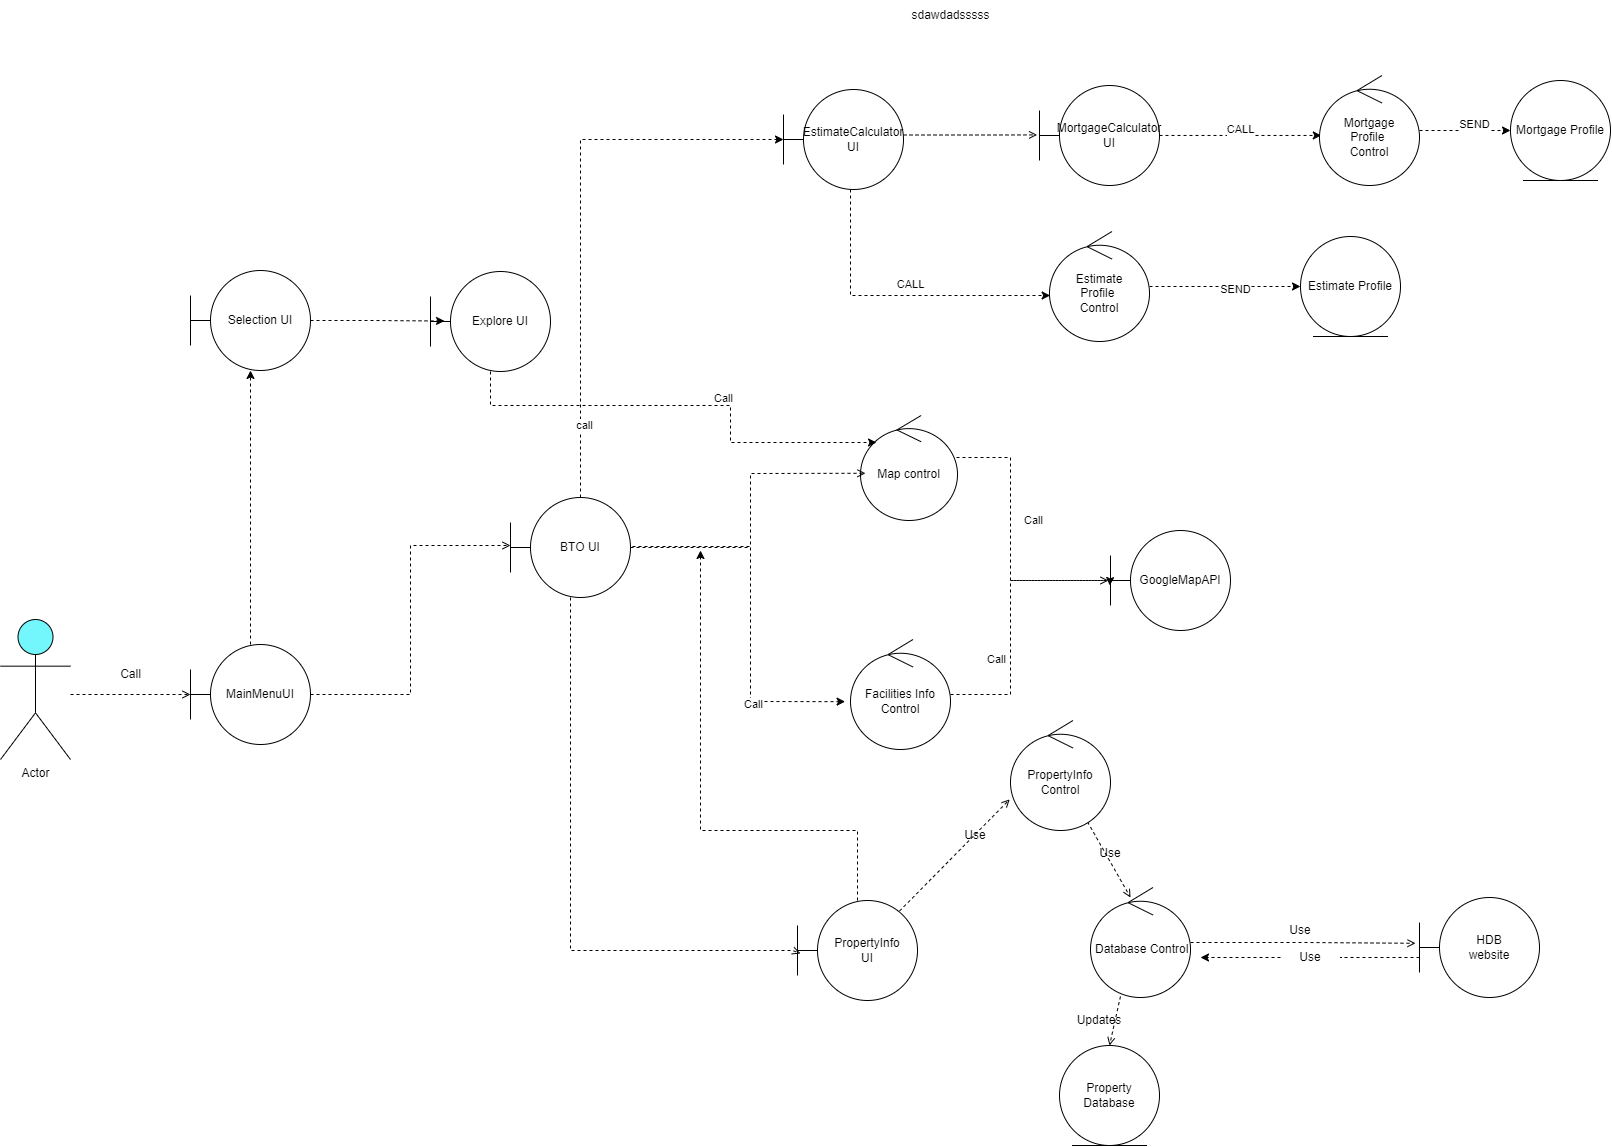 sdawdadsssss
EstimateCalculator
UI
MortgageCalculator
UI
CALL
Mortgage
Profile
Control
SEND
Mortgage Profile
CALL
Estimate
Profile
Control
SEND
Estimate Profile
Selection UI
Explore UI
Call
call
Map control
Call
BTO UI
GoogleMapAPI
Call
Call
MainMenuUI
Actor
Call
Facilities Info
Control
PropertyInfo
Control
Use
Use
PropertyInfo
UI
Database Control
Use
Use
HDB
website
Updates
Property
Database